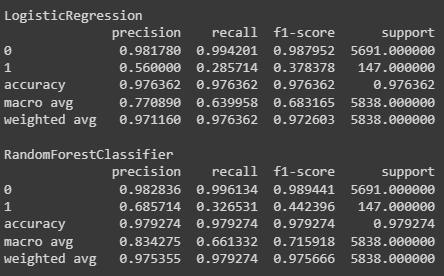 LogisticRegression
precision recall f1-score support
0 0.981780 0.994201 0.987952 5691.000000
1 0.560000 0.285714 0.378378 147.000000
accuracy 0.976362 0.976362 0.976362 0.976362
macro avg 0.770890 0.639958 0.683165 5838.000000
weighted avg 0.971160 0.976362 0.972603 5838.000000
RandomForestClassifier
precision recall f1-score support
0 0.982836 0.996134 0.989441 5691.000000
1 0.685714 0.326531 0.442396 147.000000
accuracy 0.979274 0.979274 0.979274 0.979274
macro avg 0.834275 0.661332 0.715918 5838.000000
weighted avg 0.975355 0.979274 0.975666 5838.000000